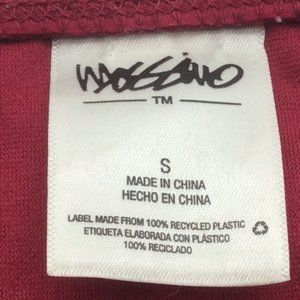 mossimo
TM
S
MADE IN CHINA
HECHO EN CHINA
LABEL MADE FROM 100% RECYCLED PLASTIC
ETIQUETA ELABORADA CON PLÁSTICO
100% RECICLADO